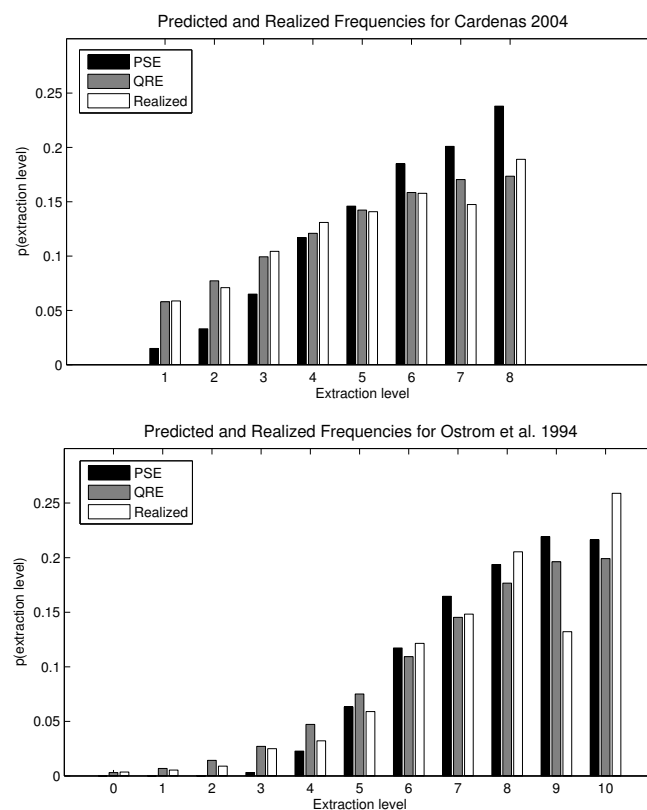 Predicted and Realized Frequencies for Cardenas 2004
PSE
QRE
Realized
0.25
0.2
0.15
0.1
0.05
0
p(extraction level)
1 2 3 4 5 6 7 8
Extraction level
Predicted and Realized Frequencies for Ostrom et al. 1994
PSE
QRE
Realized
0.25
0.2
0.15
0.1
0.05
0
p(extraction level)
0 1 2 3 4 5 6 7 8 9 10
Extraction level